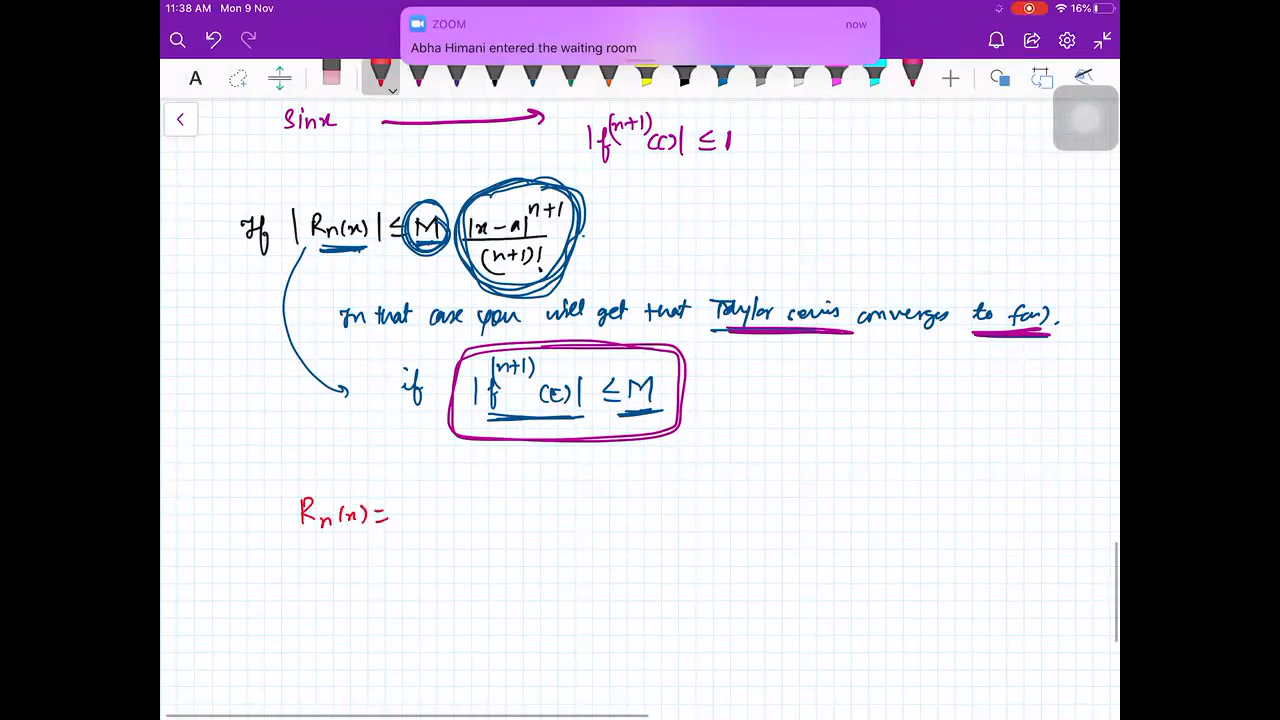 11:38 AM Mon 9 Nov
16%
ZOOM now
Abha Himani entered the waiting room
A
Sinx |f^(n+1)(c)| ≤ 1
If |Rn(x)| ≤ M |x-a|^n+1 / (n+1)!
In that case you will get that Taylor series converges to f(x).
if |f^(n+1)(t)| ≤ M
Rn(x) =